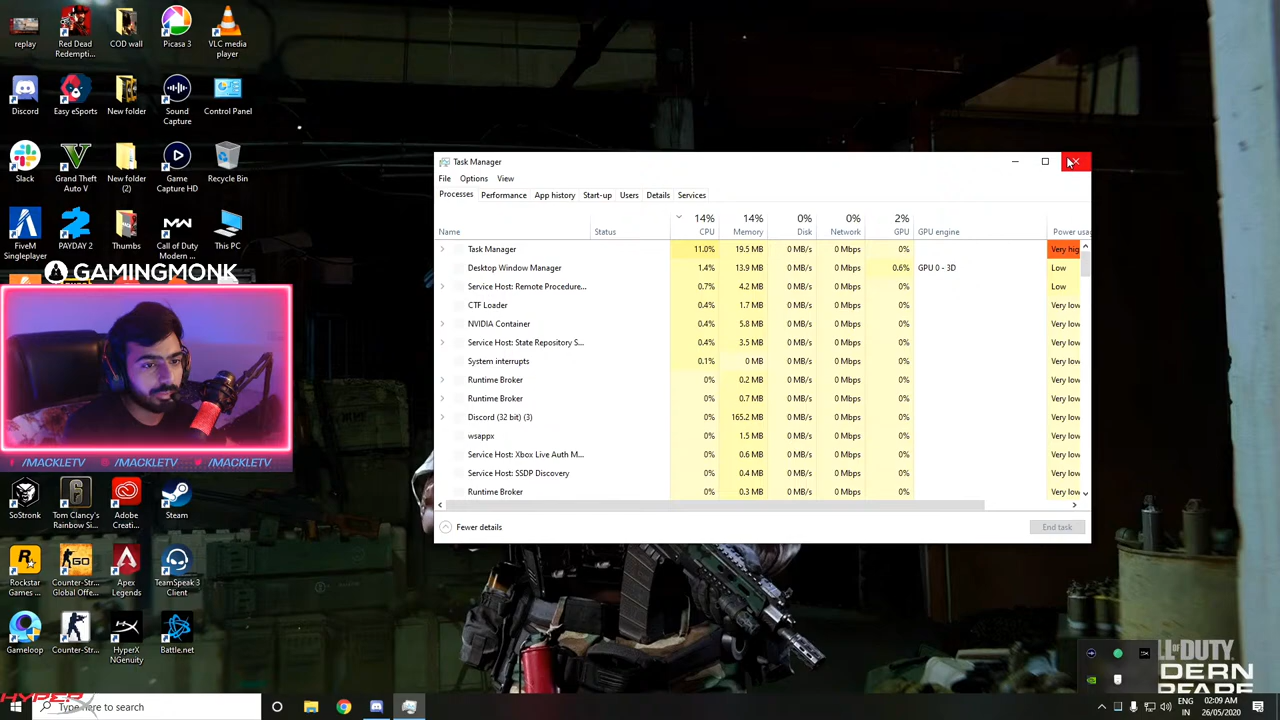 replay
Red Dead Redempti...
COD wall
Picasa 3
VLC media player
Discord
Easy eSports
New folder
Sound Capture
Control Panel
Slack
Grand Theft Auto V
New folder (2)
Game Capture HD
Recycle Bin
FiveM Singleplayer
PAYDAY 2
Thumbs
Call of Duty Modern ...
This PC
GAMINGMONK
/MACKLETV /MACKLETV /MACKLETV
SoStronk
Tom Clancy's Rainbow Si...
Adobe Creati...
Steam
Rockstar Games ...
Counter-Str... Global Offe...
Apex Legends
TeamSpeak 3 Client
Gameloop
Counter-Str...
HyperX NGenuity
Battle.net
Task Manager
File Options View
Processes Performance App history Start-up Users Details Services
14% 14% 0% 0% 2%
Name Status CPU Memory Disk Network GPU GPU engine Power usa
Task Manager 11.0% 19.5 MB 0 MB/s 0 Mbps 0% Very hig
Desktop Window Manager 1.4% 13.9 MB 0 MB/s 0 Mbps 0.6% GPU 0 - 3D Low
Service Host: Remote Procedure... 0.7% 4.2 MB 0 MB/s 0 Mbps 0% Low
CTF Loader 0.4% 1.7 MB 0 MB/s 0 Mbps 0% Very low
NVIDIA Container 0.4% 5.8 MB 0 MB/s 0 Mbps 0% Very low
Service Host: State Repository S... 0.4% 3.5 MB 0 MB/s 0 Mbps 0% Very low
System interrupts 0.1% 0 MB 0 MB/s 0 Mbps 0% Very low
Runtime Broker 0% 0.2 MB 0 MB/s 0 Mbps 0% Very low
Runtime Broker 0% 0.7 MB 0 MB/s 0 Mbps 0% Very low
Discord (32 bit) (3) 0% 165.2 MB 0 MB/s 0 Mbps 0% Very low
wsappx 0% 1.5 MB 0 MB/s 0 Mbps 0% Very low
Service Host: Xbox Live Auth M... 0% 0.6 MB 0 MB/s 0 Mbps 0% Very low
Service Host: SSDP Discovery 0% 0.4 MB 0 MB/s 0 Mbps 0% Very low
Runtime Broker 0% 0.3 MB 0 MB/s 0 Mbps 0% Very low
Fewer details End task
LL OF DUTY
DERN
HYPERX
Type here to search
ENG IN
02:09 AM
26/05/2020